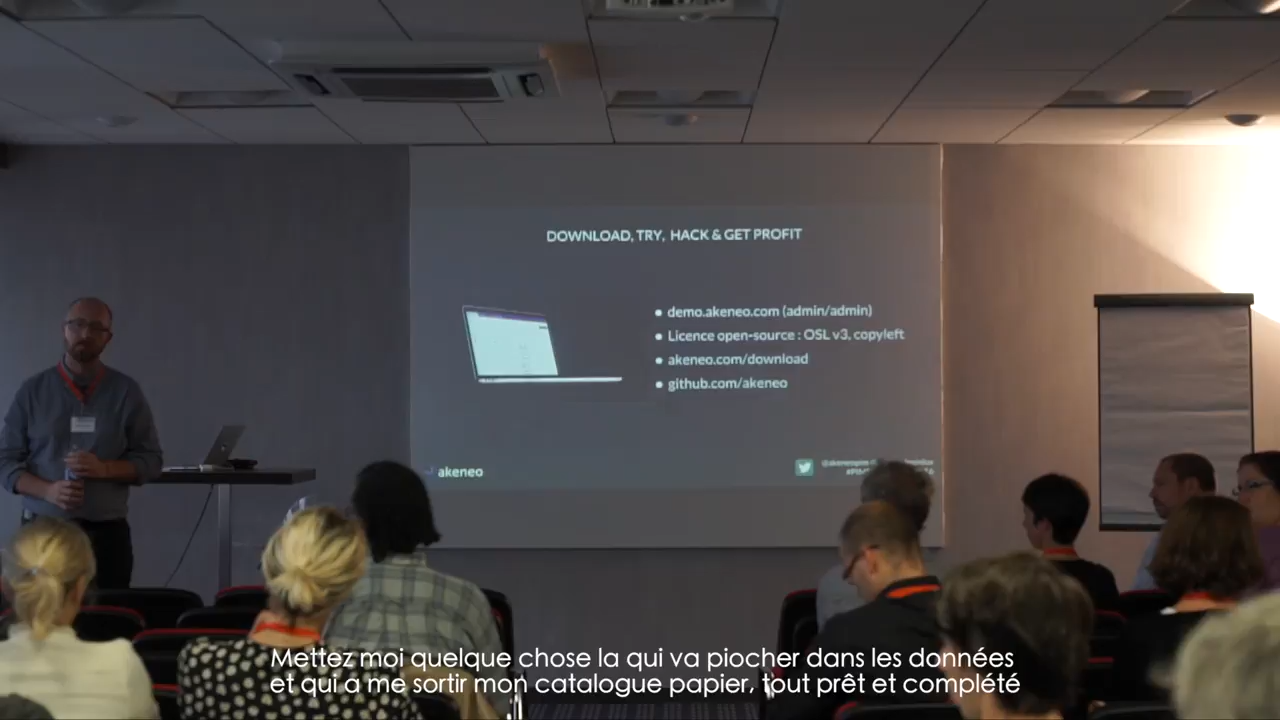 DOWNLOAD, TRY, HACK & GET PROFIT
demo.akeneo.com (admin/admin)
Licence open-source : OSL v3, copyleft
akeneo.com/download
github.com/akeneo
akeneo
Mettez moi quelque chose la qui va piocher dans les données
et qui a me sortir mon catalogue papier, tout prêt et complété